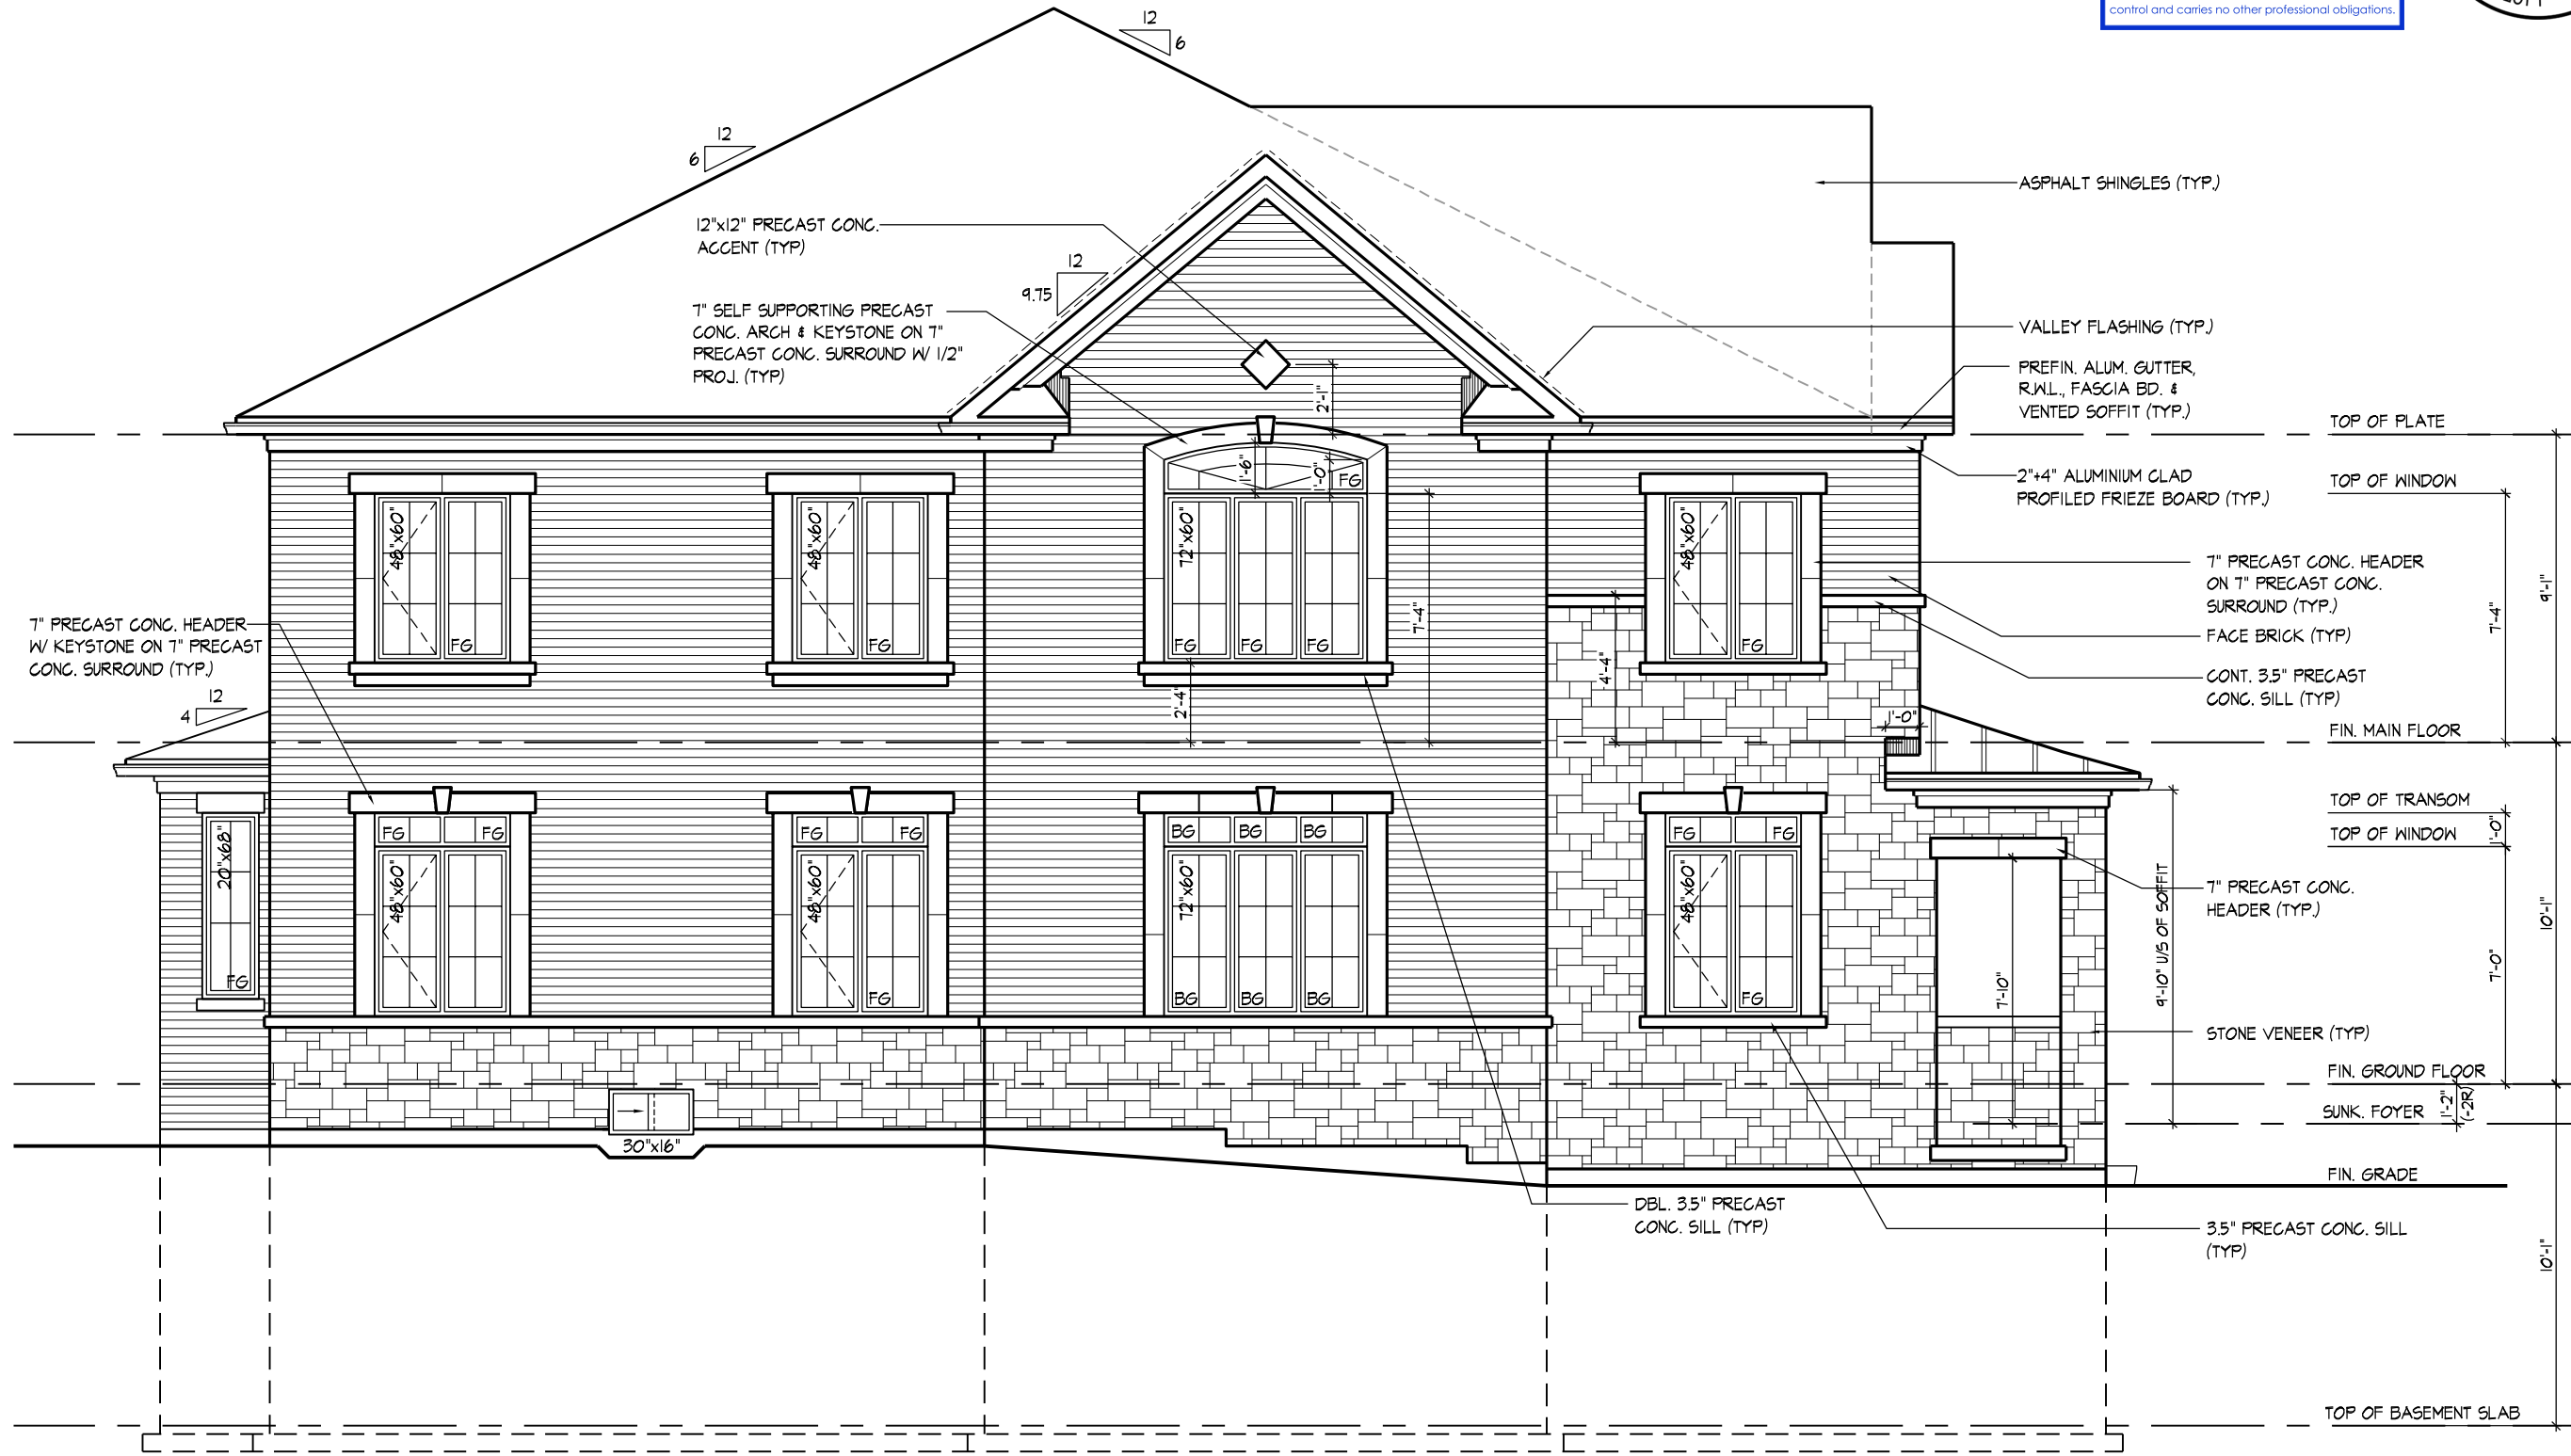 control and carries no other professional obligations.
12
6
12
6
ASPHALT SHINGLES (TYP.)
12"x12" PRECAST CONC.
ACCENT (TYP)
12
9.75
7" SELF SUPPORTING PRECAST
CONC. ARCH & KEYSTONE ON 7"
PRECAST CONC. SURROUND W/ 1/2"
PROJ. (TYP)
VALLEY FLASHING (TYP.)
PREFIN. ALUM. GUTTER,
R.W.L., FASCIA BD. &
VENTED SOFFIT (TYP.)
2'-1"
TOP OF PLATE
1'-6"
1'-0"
FG
2"+4" ALUMINIUM CLAD
PROFILED FRIEZE BOARD (TYP.)
TOP OF WINDOW
48"x60"
48"x60"
72"x60"
48"x60"
7" PRECAST CONC. HEADER
ON 7" PRECAST CONC.
SURROUND (TYP.)
9'-1"
7'-4"
7'-4"
FACE BRICK (TYP)
7" PRECAST CONC. HEADER
W/ KEYSTONE ON 7" PRECAST
CONC. SURROUND (TYP.)
FG
FG
FG
FG
FG
FG
4'-4"
2'-4"
CONT. 3.5" PRECAST
CONC. SILL (TYP)
12
4
1'-0"
FIN. MAIN FLOOR
TOP OF TRANSOM
1'-0"
TOP OF WINDOW
FG
FG
FG
FG
BG
BG
BG
FG
FG
20"x68"
48"x60"
48"x60"
72"x60"
48"x60"
9'-10" U/S OF SOFFIT
7" PRECAST CONC.
HEADER (TYP.)
10'-1"
7'-0"
7'-10"
FG
FG
BG
BG
BG
FG
STONE VENEER (TYP)
FIN. GROUND FLOOR
SUNK. FOYER
1'-2"
(-2R)
30"x16"
FIN. GRADE
DBL. 3.5" PRECAST
CONC. SILL (TYP)
3.5" PRECAST CONC. SILL
(TYP)
10'-1"
TOP OF BASEMENT SLAB